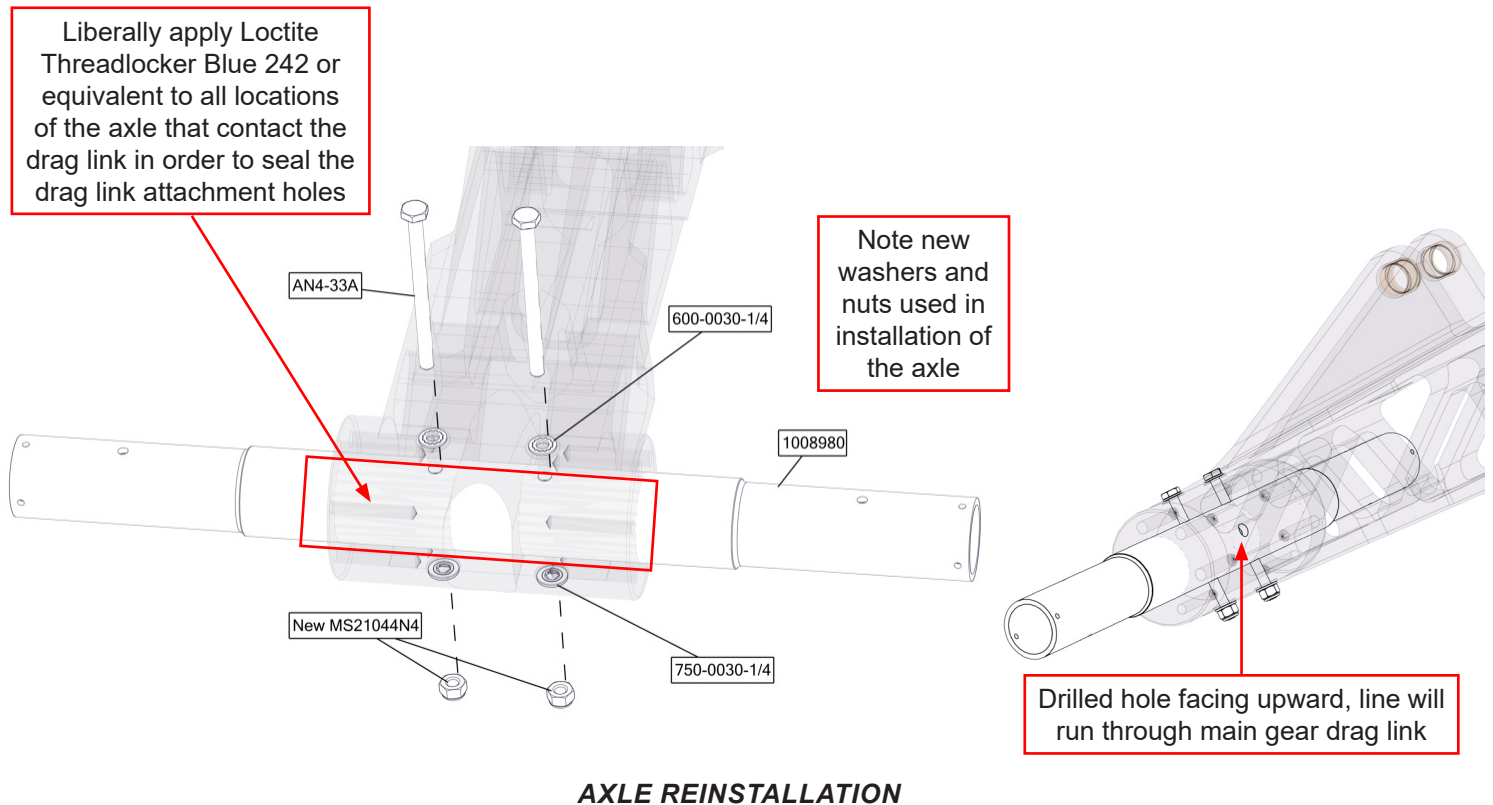 Liberally apply Loctite
Threadlocker Blue 242 or
equivalent to all locations
of the axle that contact the
drag link in order to seal the
drag link attachment holes
AN4-33A
600-0030-1/4
Note new
washers and
nuts used in
installation of
the axle
1008980
New MS21044N4
750-0030-1/4
Drilled hole facing upward, line will
run through main gear drag link
AXLE REINSTALLATION